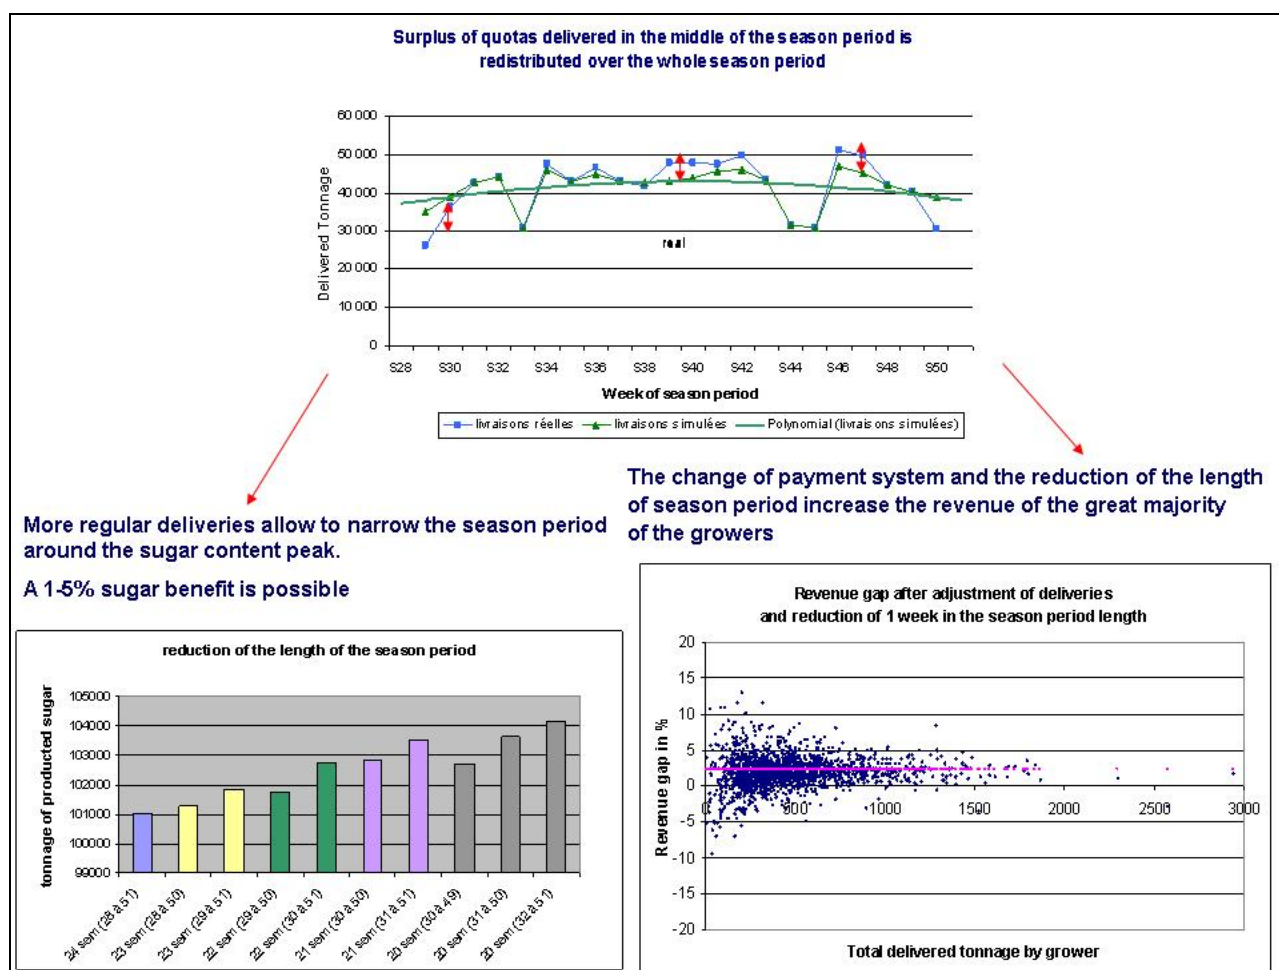 Surplus of quotas delivered in the middle of the season period is
redistributed over the whole season period
60 000
50 000
40 000
30 000
20 000
10 000
0
Delivered Tonnage
real
S28 S30 S32 S34 S36 S38 S40 S42 S44 S46 S48 S50
Week of season period
livraisons réelles livraisons simulées Polynomial (livraisons simulées)
The change of payment system and the reduction of the length
of season period increase the revenue of the great majority
of the growers
More regular deliveries allow to narrow the season period
around the sugar content peak.
A 1-5% sugar benefit is possible
reduction of the length of the season period
tonnage of producted sugar
105000
104000
103000
102000
101000
100000
99000
24 sem (28 à 51)
23 sem (28 à 50)
23 sem (29 à 51)
22 sem (29 à 50)
22 sem (30 à 51)
21 sem (30 à 50)
21 sem (31 à 51)
20 sem (30 à 49)
20 sem (31 à 50)
20 sem (32 à 51)
Revenue gap after adjustment of deliveries
and reduction of 1 week in the season period length
Revenue gap in %
20
15
10
5
0
-5
-10
-15
-20
0 500 1000 1500 2000 2500 3000
Total delivered tonnage by grower